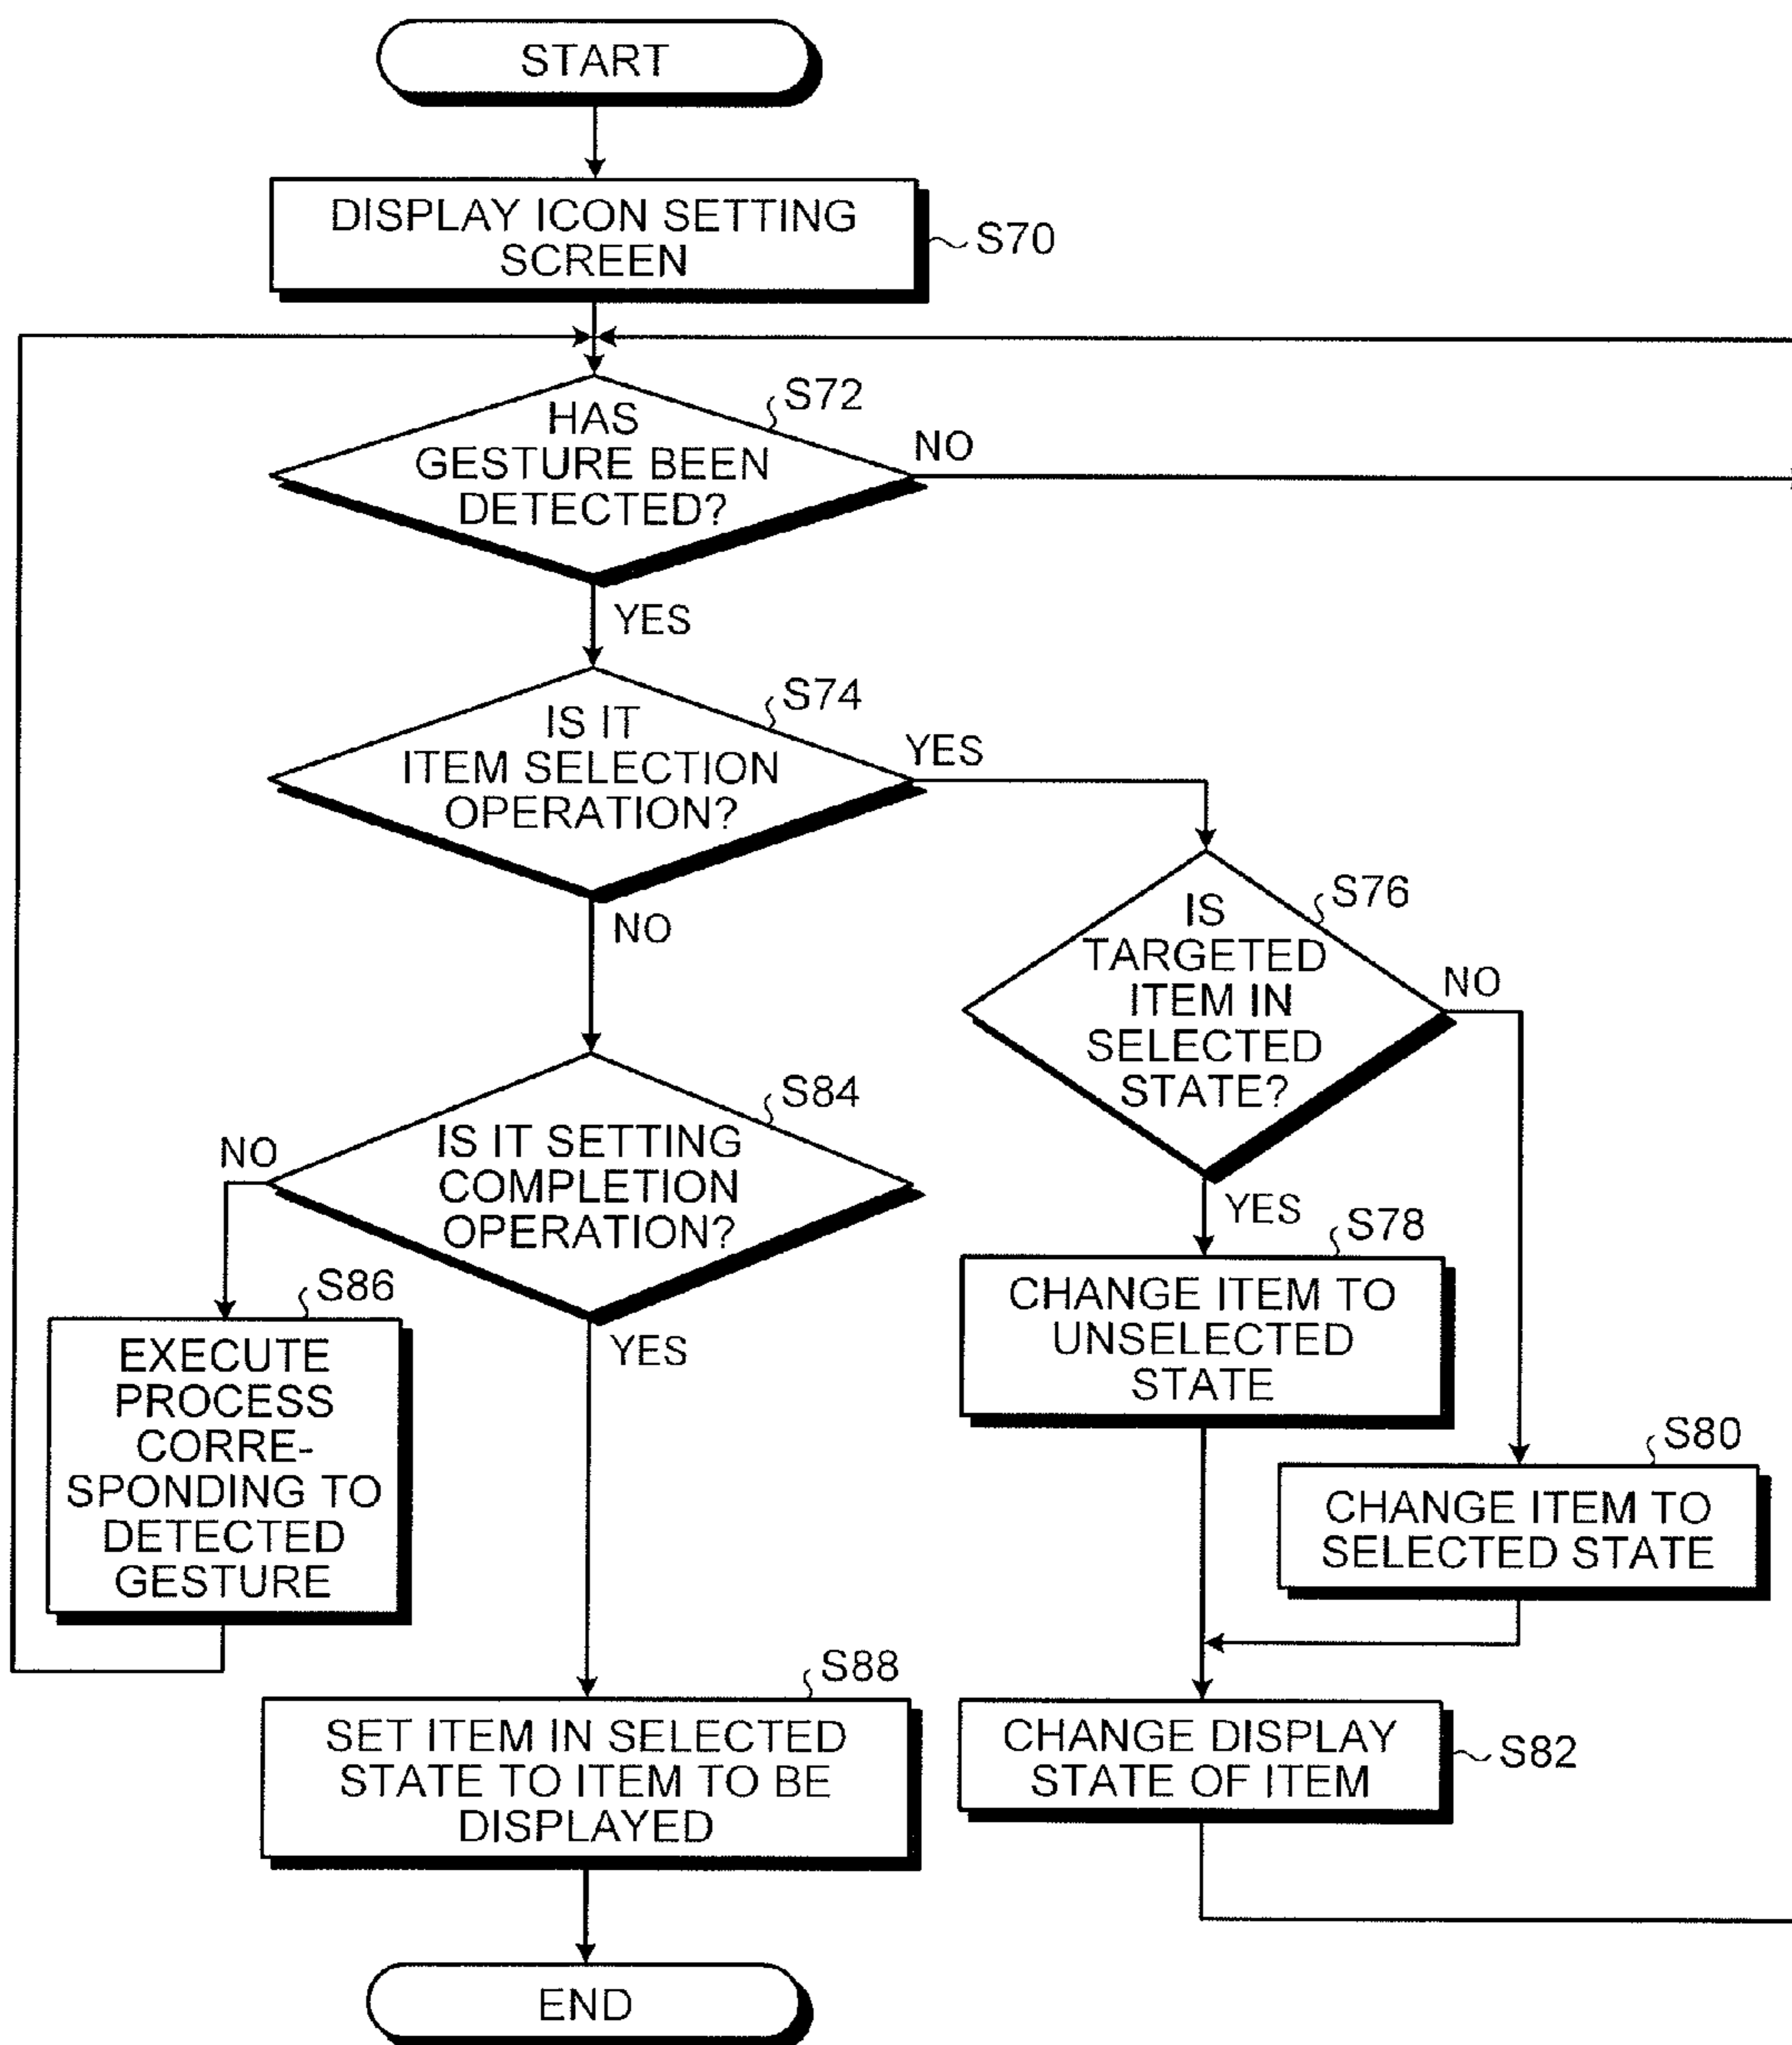 START
DISPLAY ICON SETTING
SCREEN
S70
S72
HAS
GESTURE BEEN
DETECTED?
NO
YES
S74
IS IT
ITEM SELECTION
OPERATION?
YES
NO
S76
IS
TARGETED
ITEM IN
SELECTED
STATE?
NO
YES
S84
IS IT SETTING
COMPLETION
OPERATION?
NO
YES
S78
CHANGE ITEM TO
UNSELECTED
STATE
S86
EXECUTE
PROCESS
CORRE-
SPONDING TO
DETECTED
GESTURE
S80
CHANGE ITEM TO
SELECTED STATE
S88
SET ITEM IN SELECTED
STATE TO ITEM TO BE
DISPLAYED
CHANGE DISPLAY
STATE OF ITEM
S82
END